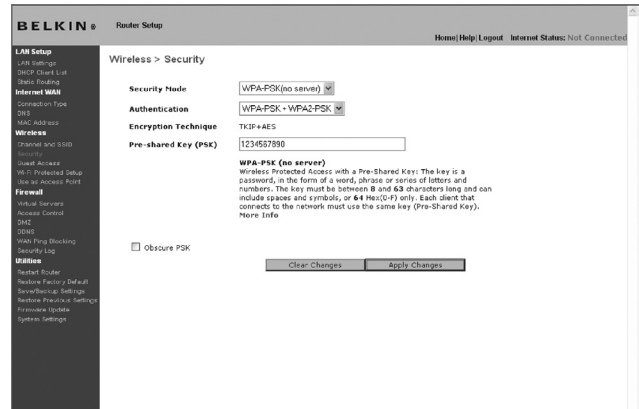 BELKIN
Router Setup
Home|Help|Logout Internet Status: Not Connected
LAN Setup
LAN Settings
DHCP Client List
Static Routing
Internet WAN
Connection Type
DNS
MAC Address
Wireless
Channel and SSID
Security
Guest Access
Wi-Fi Protected Setup
Use as Access Point
Firewall
Virtual Servers
Access Control
DMZ
DDNS
WAN Ping Blocking
Security Log
Utilities
Restart Router
Restore Factory Default
Save/Backup Settings
Restore Previous Settings
Firmware Update
System Settings
Wireless > Security
Security Mode WPA-PSK(no server)
Authentication WPA-PSK + WPA2-PSK
Encryption Technique TKIP+AES
Pre-shared Key (PSK) 1234567890
WPA-PSK (no server)
Wireless Protected Access with a Pre-Shared Key: The key is a
password, in the form of a word, phrase or series of letters and
numbers. The key must be between 8 and 63 characters long and can
include spaces and symbols, or 64 Hex(0-F) only. Each client that
connects to the network must use the same key (Pre-Shared Key).
More Info
Obscure PSK
Clear Changes Apply Changes